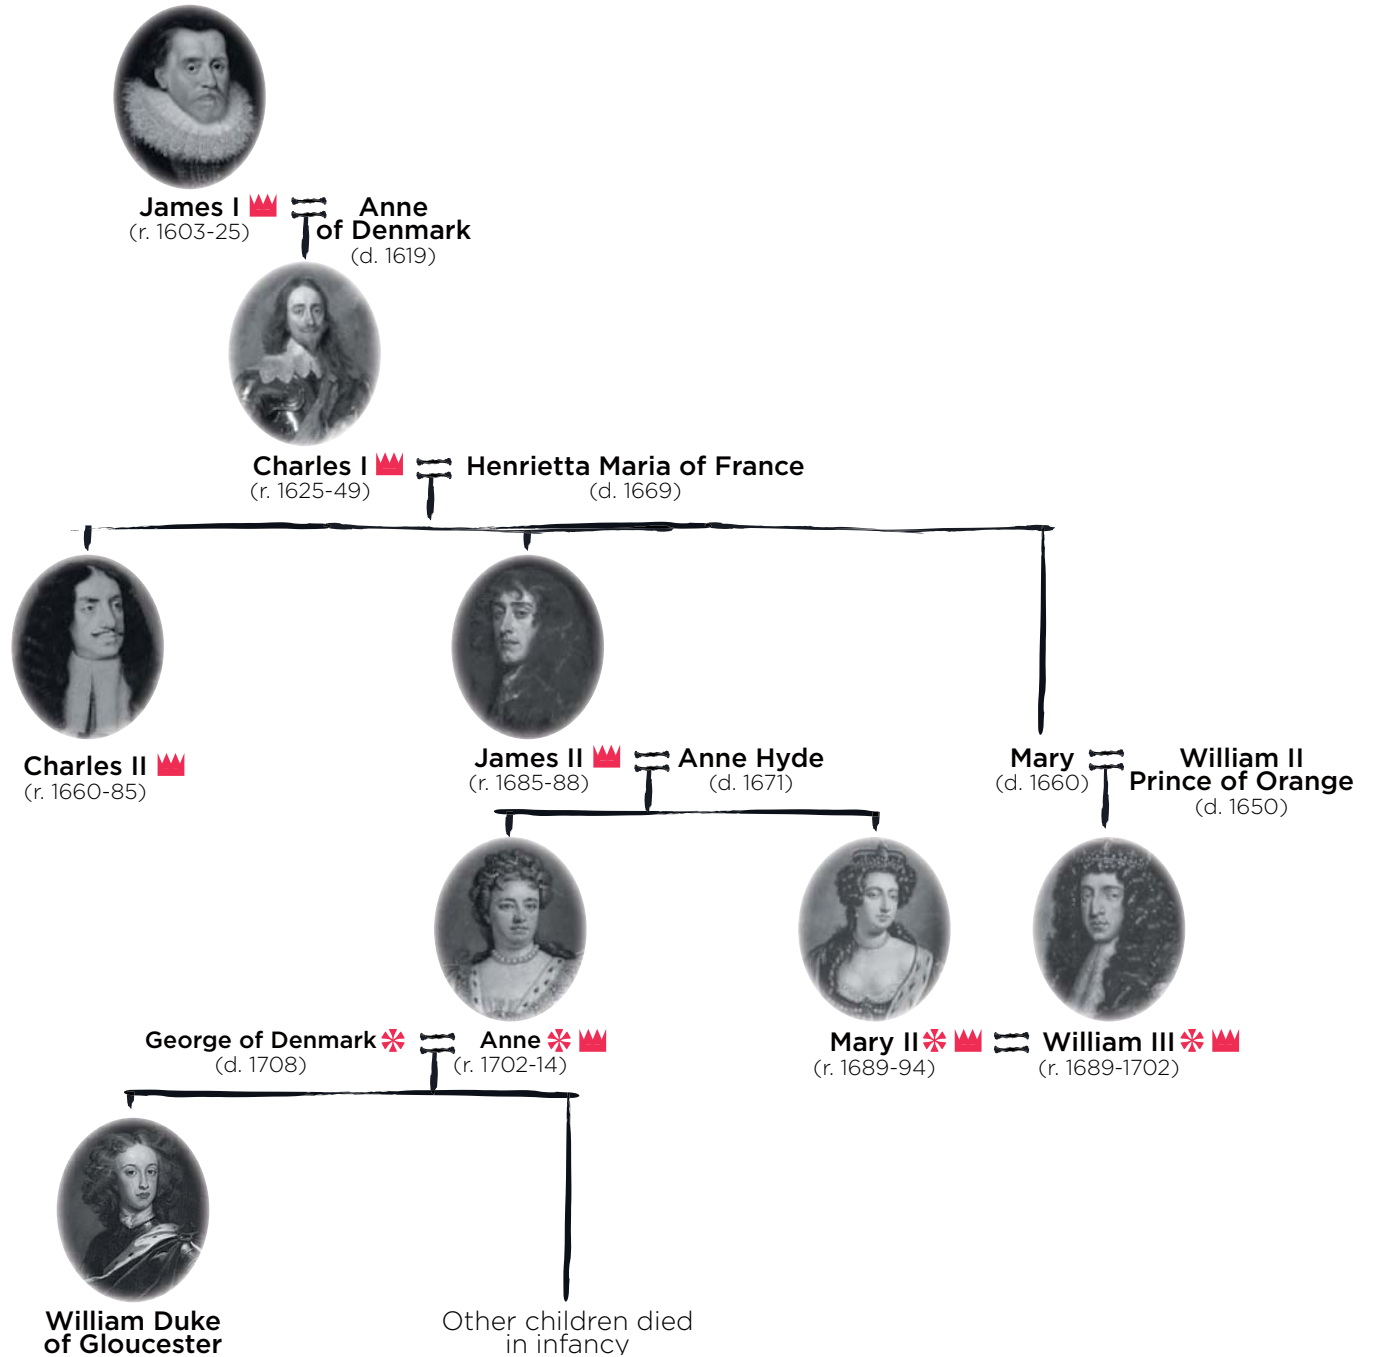 James I
(r. 1603-25)
Anne
of Denmark
(d. 1619)
Charles I
(r. 1625-49)
Henrietta Maria of France
(d. 1669)
Charles II
(r. 1660-85)
James II
(r. 1685-88)
Anne Hyde
(d. 1671)
Mary
(d. 1660)
William II
Prince of Orange
(d. 1650)
George of Denmark
(d. 1708)
Anne
(r. 1702-14)
Mary II
(r. 1689-94)
William III
(r. 1689-1702)
William Duke
of Gloucester
Other children died
in infancy